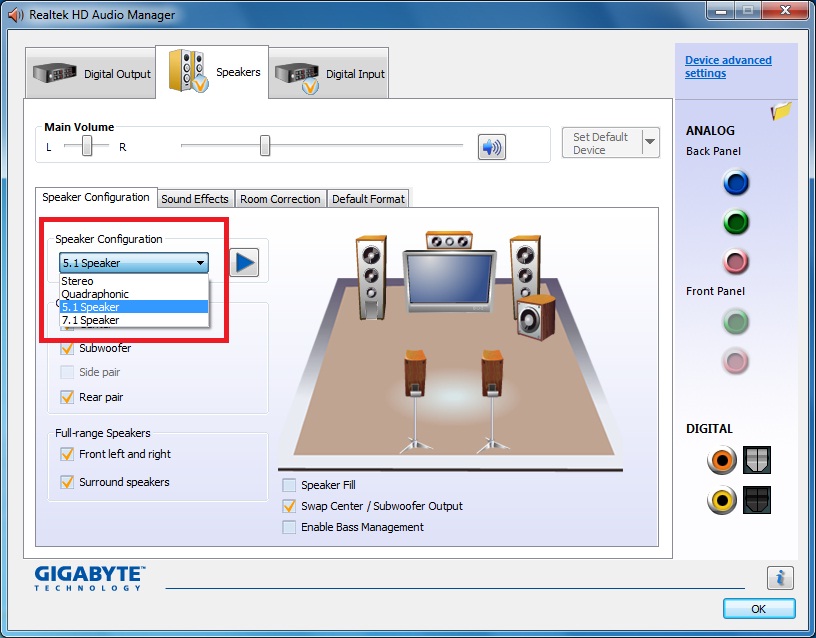 Realtek HD Audio Manager
Digital Output
Speakers
Digital Input
Device advanced
settings
Main Volume
L
R
Set Default
Device
ANALOG
Back Panel
Speaker Configuration
Sound Effects
Room Correction
Default Format
Speaker Configuration
5.1 Speaker
Stereo
Quadraphonic
5.1 Speaker
7.1 Speaker
Subwoofer
Side pair
Rear pair
Front Panel
Full-range Speakers
Front left and right
Surround speakers
DIGITAL
Speaker Fill
Swap Center / Subwoofer Output
Enable Bass Management
GIGABYTE™
TECHNOLOGY
i
OK